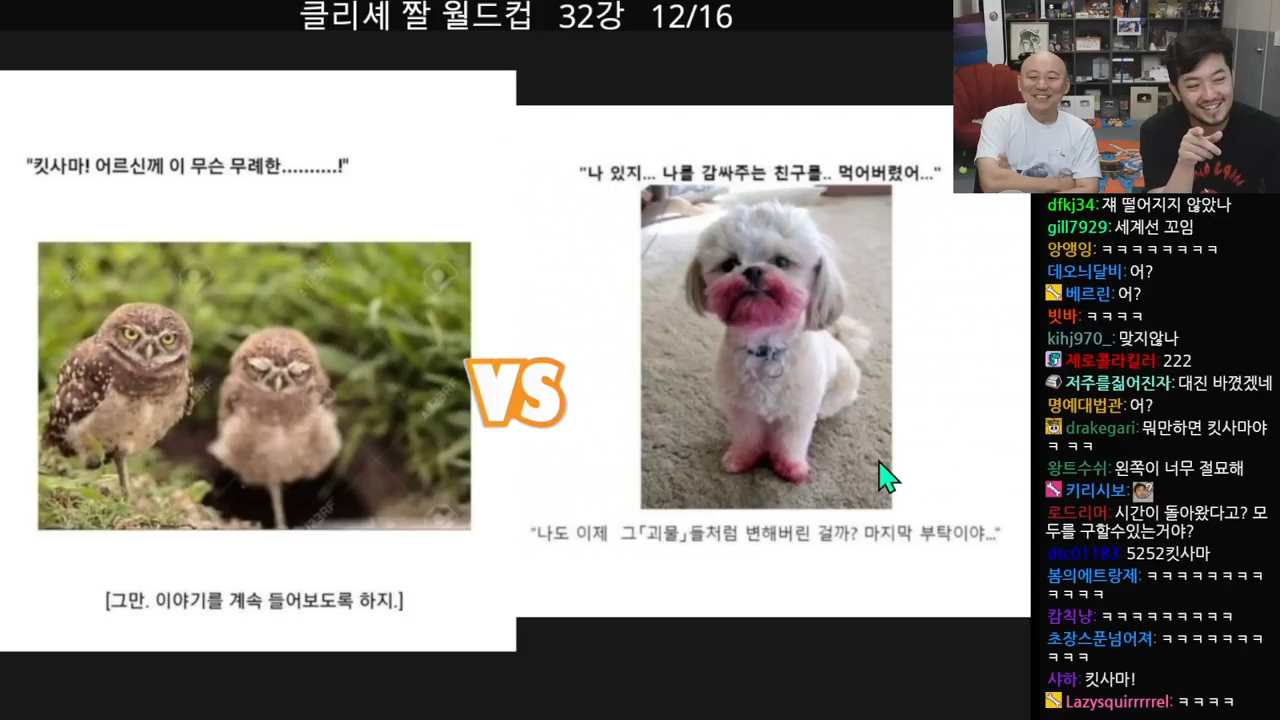 클리셰 짤 월드컵 32강 12/16
"킷사마! 어르신께 이 무슨 무례한..........!"
[그만. 이야기를 계속 들어보도록 하지.]
VS
"나 있지... 나를 감싸주는 친구를.. 먹어버렸어..."
"나도 이제 그「괴물」들처럼 변해버린 걸까? 마지막 부탁이야..."
dfkj34: 쟤 떨어지지 않았나
gill7929: 세계선 꼬임
앙앵잉: ㅋㅋㅋㅋㅋㅋㅋㅋ
데오늬달비: 어?
베르린: 어?
빗바: ㅋㅋㅋㅋ
kihj970_: 맞지않나
제로콜라킬러: 222
저주를짊어진자: 대진 바꼈겠네
명예대법관: 어?
drakegari: 뭐만하면 킷사마야
ㅋ ㅋㅋ
왕트수쉬: 왼쪽이 너무 절묘해
키리시보:
로드리머: 시간이 돌아왔다고? 모
두를 구할수있는거야?
dtc01183: 5252킷사마
봄의에트랑제: ㅋㅋㅋㅋㅋㅋㅋㅋ
ㅋㅋㅋㅋ
캄칙냥: ㅋㅋㅋㅋㅋㅋㅋㅋㅋ
초장스푼넘어져: ㅋㅋㅋㅋㅋㅋㅋ
ㅋㅋㅋ
샤하: 킷사마!
Lazysquirrrrrel: ㅋㅋㅋㅋ